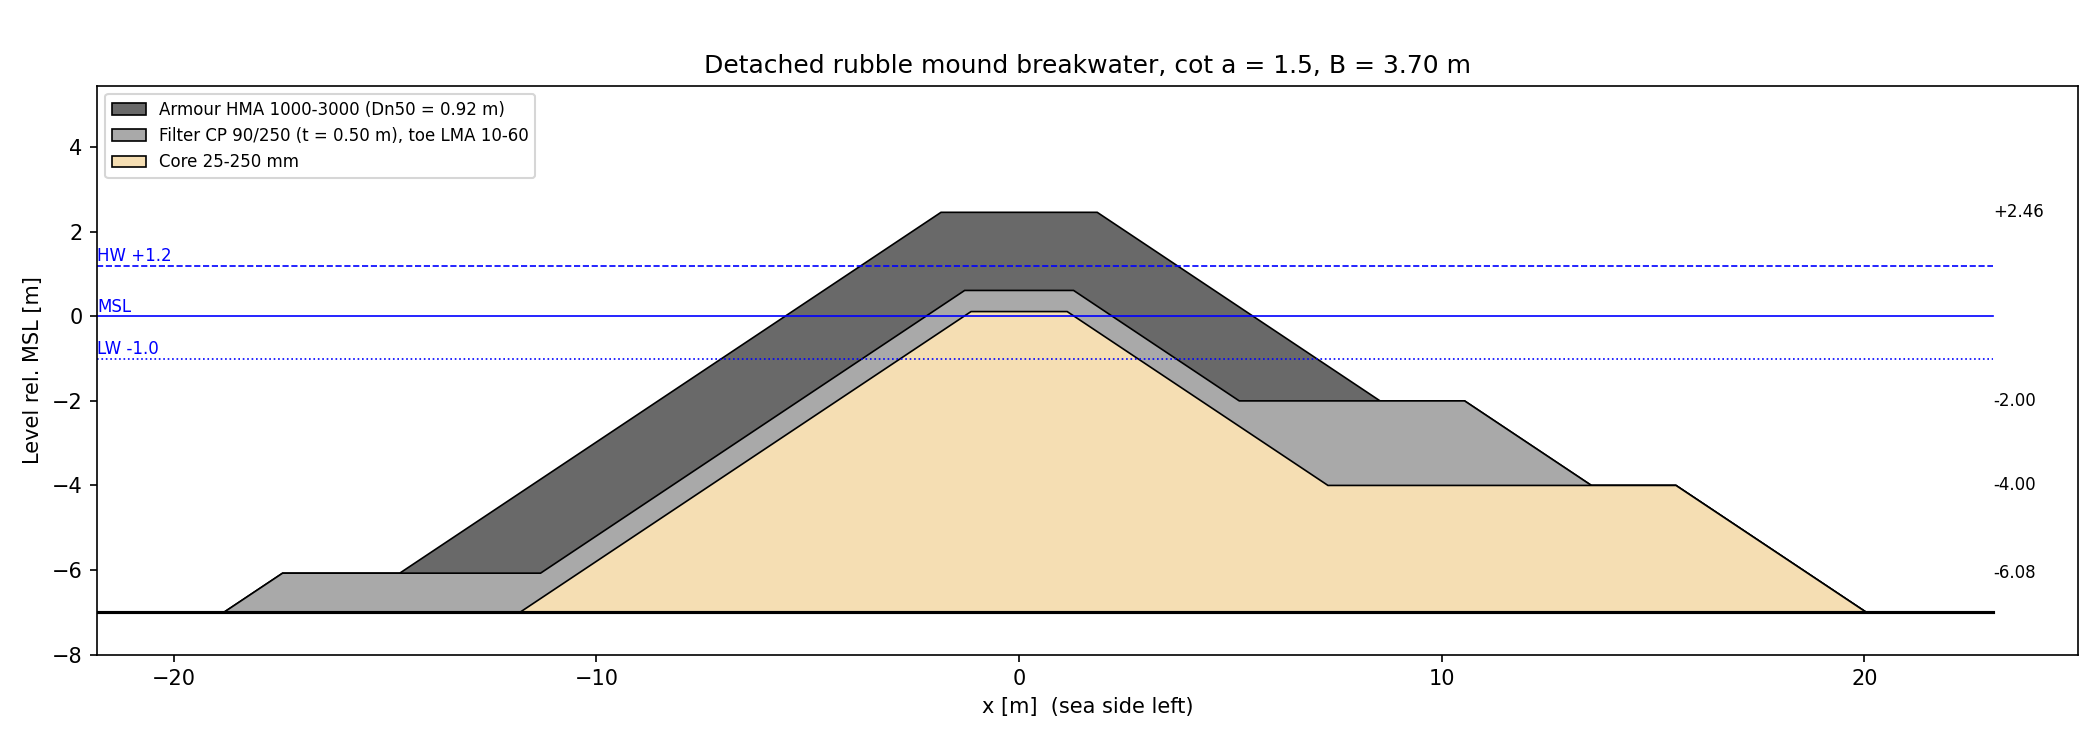 Detached rubble mound breakwater, cot a = 1.5, B = 3.70 m
Armour HMA 1000-3000 (Dn50 = 0.92 m)
Filter CP 90/250 (t = 0.50 m), toe LMA 10-60
Core 25-250 mm
Level rel. MSL [m]
4
2
0
−2
−4
−6
−8
HW +1.2
MSL
LW -1.0
+2.46
-2.00
-4.00
-6.08
−20
−10
0
10
20
x [m]  (sea side left)